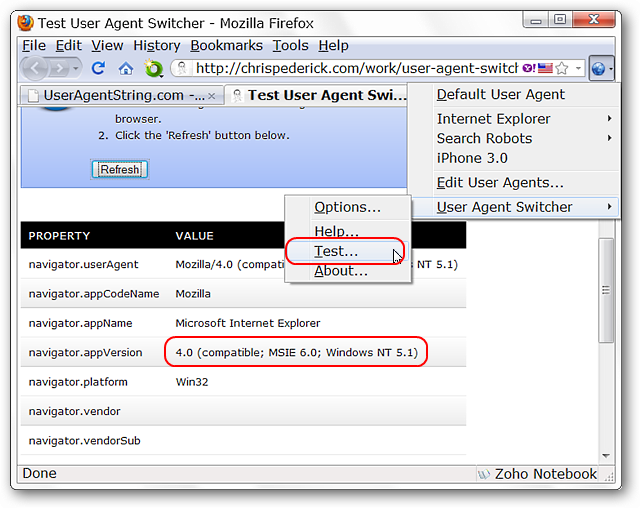 Test User Agent Switcher - Mozilla Firefox
File Edit View History Bookmarks Tools Help
http://chrispederick.com/work/user-agent-switch
UserAgentString.com -...
Test User Agent Swi...
Default User Agent
Internet Explorer
Search Robots
iPhone 3.0
Edit User Agents...
User Agent Switcher
Options...
Help...
Test...
About...
browser.
2. Click the 'Refresh' button below.
Refresh
PROPERTY VALUE
navigator.userAgent Mozilla/4.0 (compati ws NT 5.1)
navigator.appCodeName Mozilla
navigator.appName Microsoft Internet Explorer
navigator.appVersion 4.0 (compatible; MSIE 6.0; Windows NT 5.1)
navigator.platform Win32
navigator.vendor
navigator.vendorSub
Done Zoho Notebook